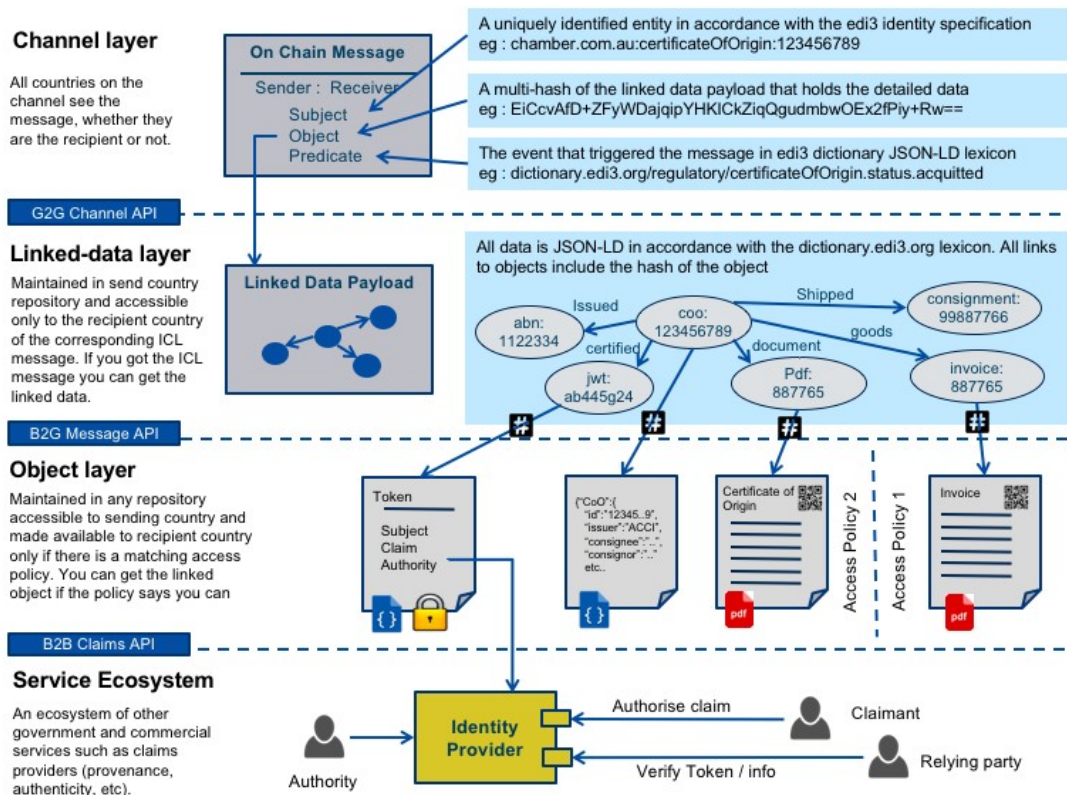 Channel layer
All countries on the
channel see the
message, whether they
are the recipient or not.
On Chain Message
Sender : Receiver
Subject
Object
Predicate
A uniquely identified entity in accordance with the edi3 identity specification
eg : chamber.com.au:certificateOfOrigin:123456789
A multi-hash of the linked data payload that holds the detailed data
eg : EiCcvAfD+ZFyWDajqipYHKlCkZiqQgudmbwOEx2fPiy+Rw==
The event that triggered the message in edi3 dictionary JSON-LD lexicon
eg : dictionary.edi3.org/regulatory/certificateOfOrigin.status.acquitted
G2G Channel API
Linked-data layer
Maintained in send country
repository and accessible
only to the recipient country
of the corresponding ICL
message. If you got the ICL
message you can get the
linked data.
Linked Data Payload
All data is JSON-LD in accordance with the dictionary.edi3.org lexicon. All links
to objects include the hash of the object
Issued
Shipped
certified
document
goods
abn:
1122334
coo:
123456789
consignment:
99887766
jwt:
ab445g24
Pdf:
887765
invoice:
887765
#
#
#
#
B2G Message API
Object layer
Maintained in any repository
accessible to sending country and
made available to recipient country
only if there is a matching access
policy. You can get the linked
object if the policy says you can
Token
Subject
Claim
Authority
{ }
{"CoO":{
"id":"12345..9",
"issuer":"ACCI",
"consignee":"..",
"consignor":".."
etc..
{ }
Certificate of
Origin
pdf
Access Policy 2
Access Policy 1
Invoice
pdf
B2B Claims API
Service Ecosystem
An ecosystem of other
government and commercial
services such as claims
providers (provenance,
authenticity, etc).
Authority
Identity
Provider
Authorise claim
Claimant
Verify Token / info
Relying party